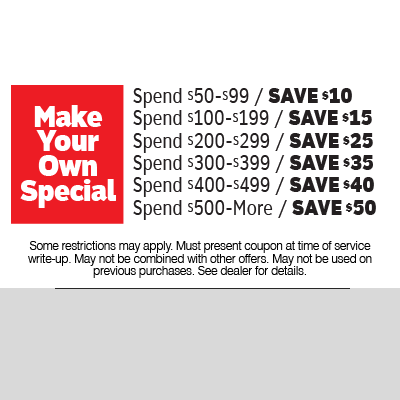 Make
Your
Own
Special
Spend $50-$99 / SAVE $10
Spend $100-$199 / SAVE $15
Spend $200-$299 / SAVE $25
Spend $300-$399 / SAVE $35
Spend $400-$499 / SAVE $40
Spend $500-More / SAVE $50
Some restrictions may apply. Must present coupon at time of service
write-up. May not be combined with other offers. May not be used on
previous purchases. See dealer for details.